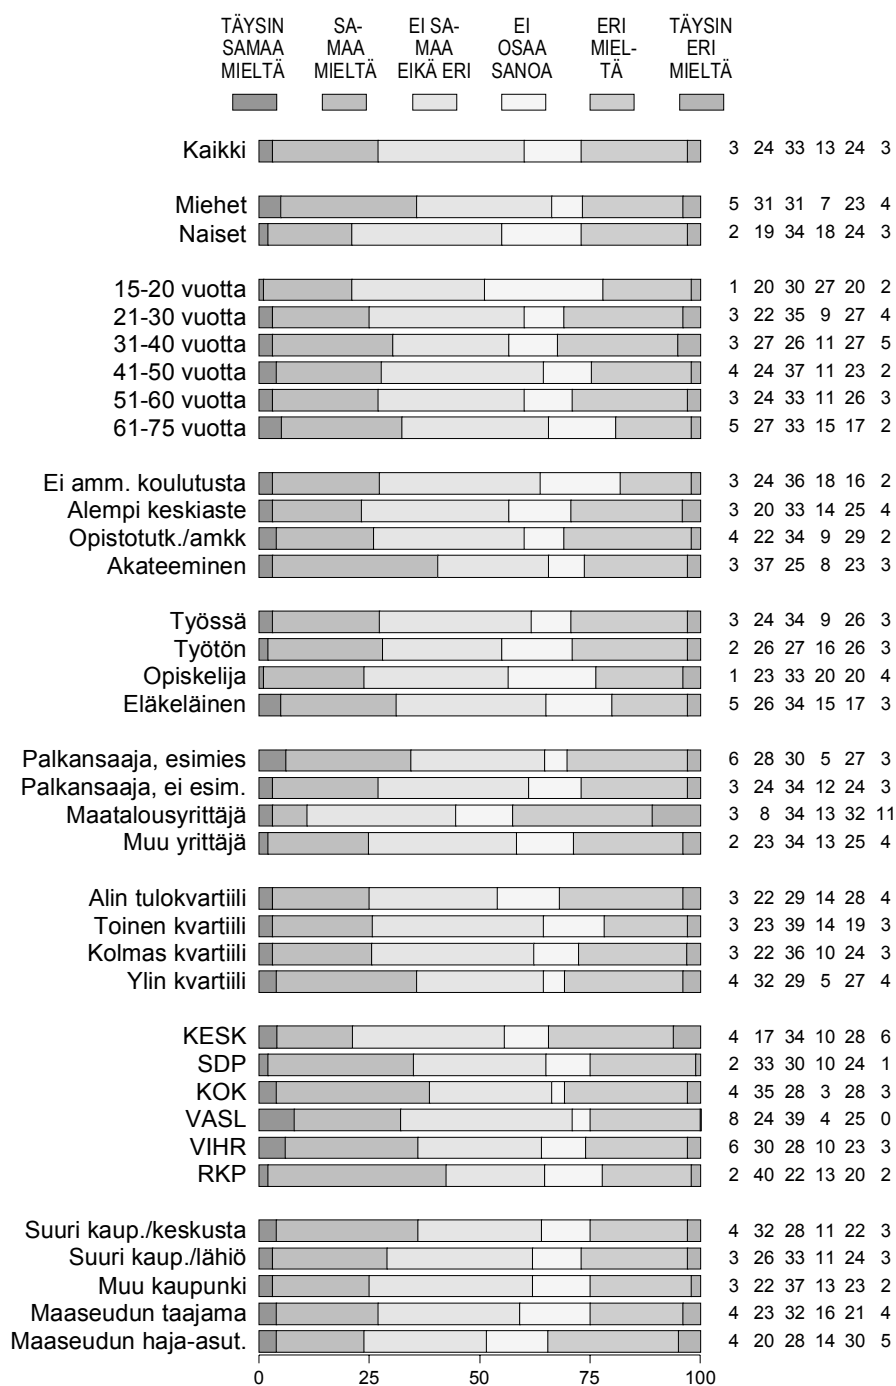 TÄYSIN SA- EI SA- EI ERI TÄYSIN
SAMAA MAA MAA OSAA MIEL- ERI
MIELTÄ MIELTÄ EIKÄ ERI SANOA TÄ MIELTÄ
Kaikki 3 24 33 13 24 3
Miehet 5 31 31 7 23 4
Naiset 2 19 34 18 24 3
15-20 vuotta 1 20 30 27 20 2
21-30 vuotta 3 22 35 9 27 4
31-40 vuotta 3 27 26 11 27 5
41-50 vuotta 4 24 37 11 23 2
51-60 vuotta 3 24 33 11 26 3
61-75 vuotta 5 27 33 15 17 2
Ei amm. koulutusta 3 24 36 18 16 2
Alempi keskiaste 3 20 33 14 25 4
Opistotutk./amkk 4 22 34 9 29 2
Akateeminen 3 37 25 8 23 3
Työssä 3 24 34 9 26 3
Työtön 2 26 27 16 26 3
Opiskelija 1 23 33 20 20 4
Eläkeläinen 5 26 34 15 17 3
Palkansaaja, esimies 6 28 30 5 27 3
Palkansaaja, ei esim. 3 24 34 12 24 3
Maatalousyrittäjä 3 8 34 13 32 11
Muu yrittäjä 2 23 34 13 25 4
Alin tulokvartiili 3 22 29 14 28 4
Toinen kvartiili 3 23 39 14 19 3
Kolmas kvartiili 3 22 36 10 24 3
Ylin kvartiili 4 32 29 5 27 4
KESK 4 17 34 10 28 6
SDP 2 33 30 10 24 1
KOK 4 35 28 3 28 3
VASL 8 24 39 4 25 0
VIHR 6 30 28 10 23 3
RKP 2 40 22 13 20 2
Suuri kaup./keskusta 4 32 28 11 22 3
Suuri kaup./lähiö 3 26 33 11 24 3
Muu kaupunki 3 22 37 13 23 2
Maaseudun taajama 4 23 32 16 21 4
Maaseudun haja-asut. 4 20 28 14 30 5
0 25 50 75 100